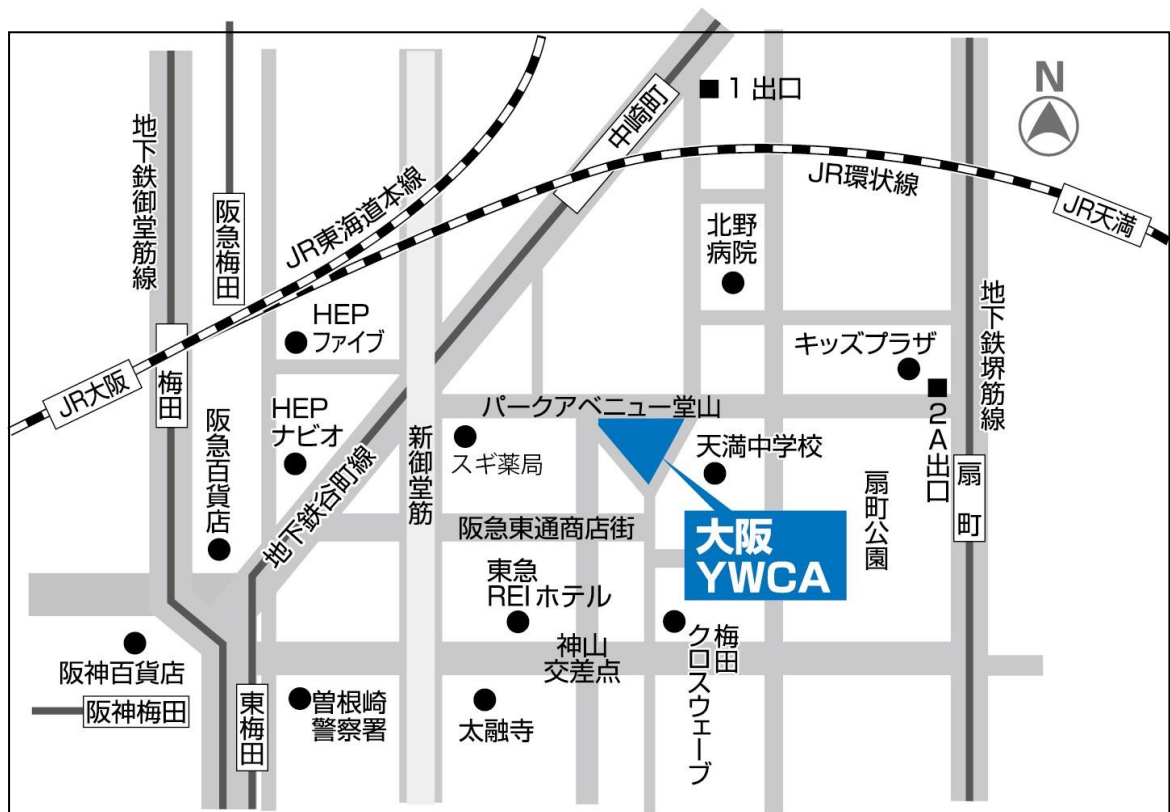 N
1 出口
中崎町
地下鉄御堂筋線
阪急梅田
JR東海道本線
JR環状線
JR天満
北野
病院
HEP
ファイブ
キッズプラザ
地下鉄堺筋線
JR大阪
梅田
2A出口
パークアベニュー堂山
HEP
ナビオ
阪急百貨店
新御堂筋
スギ薬局
天満中学校
扇町公園
扇町
地下鉄谷町線
阪急東通商店街
大阪
YWCA
東急
REIホテル
神山
交差点
梅田
クロスウェーブ
阪神百貨店
阪神梅田
東梅田
曽根崎
警察署
太融寺